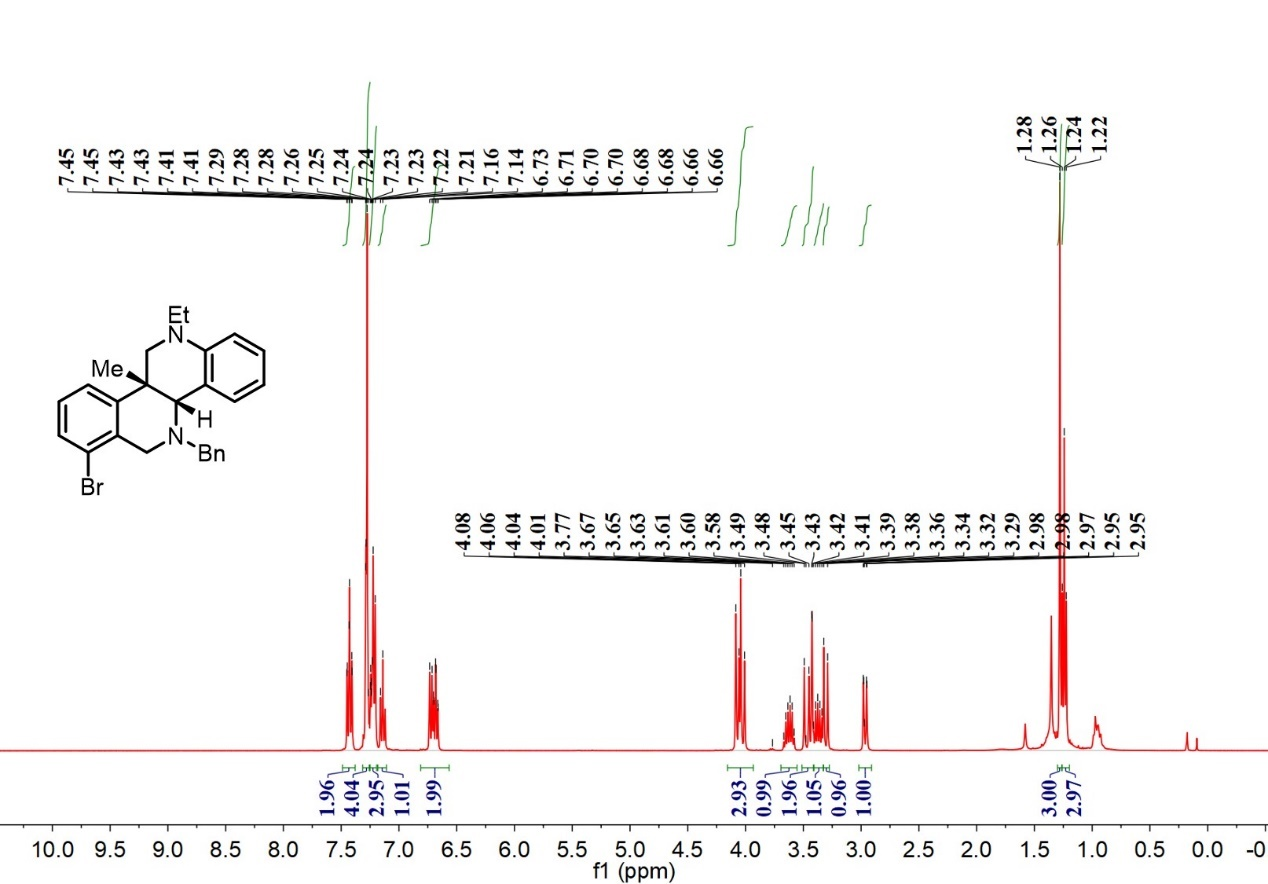 7.45 7.45 7.43 7.43 7.41 7.41 7.29 7.28 7.28 7.26 7.25 7.24 7.24 7.23 7.23 7.22 7.21 7.16 7.14 6.73 6.71 6.70 6.70 6.68 6.68 6.66 6.66
1.28 1.26 1.24 1.22
Et
N
Me
H
N
Bn
Br
4.08 4.06 4.04 4.01 3.77 3.67 3.65 3.63 3.61 3.60 3.58 3.49 3.48 3.45 3.43 3.42 3.41 3.39 3.38 3.36 3.34 3.32 3.29 2.98 2.98 2.97 2.95 2.95
1.96 4.04 2.95 1.01 1.99 2.93 0.99 1.96 1.05 0.96 1.00 3.00 2.97
10.0 9.5 9.0 8.5 8.0 7.5 7.0 6.5 6.0 5.5 5.0 4.5 4.0 3.5 3.0 2.5 2.0 1.5 1.0 0.5 0.0 -0
f1 (ppm)